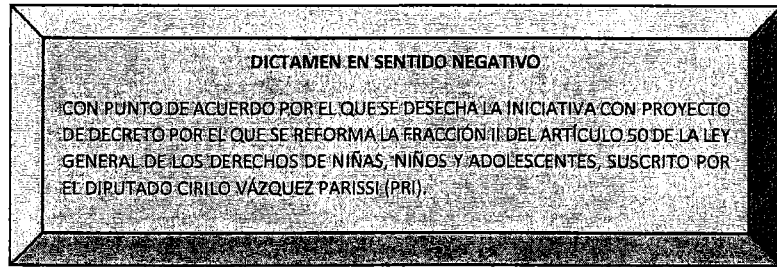 DICTAMEN EN SENTIDO NEGATIVO
CON PUNTO DE ACUERDO POR EL QUE SE DESECHA LA INICIATIVA CON PROYECTO
DE DECRETO POR EL QUE SE REFORMA LA FRACCIÓN II DEL ARTÍCULO 50 DE LA LEY
GENERAL DE LOS DERECHOS DE NIÑAS, NIÑOS Y ADOLESCENTES, SUSCRITO POR
EL DIPUTADO CIRILO VÁZQUEZ PARISSI (PRI).